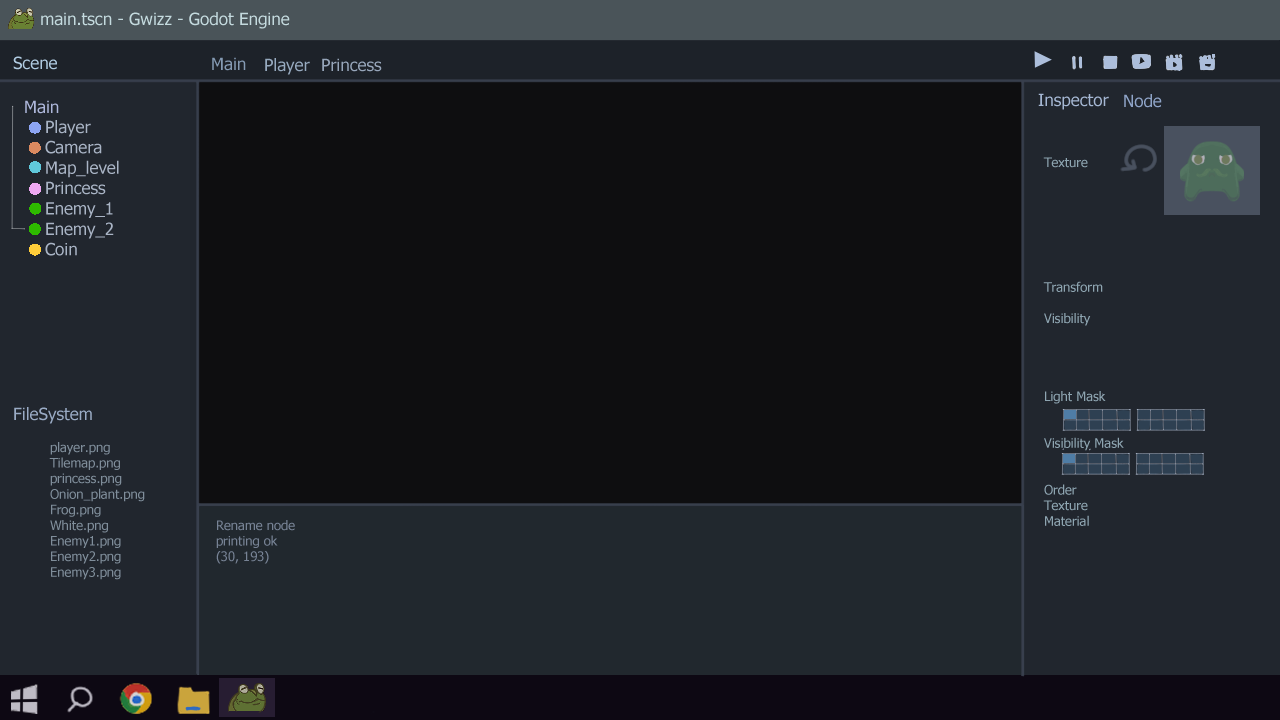 main.tscn - Gwizz - Godot Engine
Scene
Main Player Princess
Main
Player
Camera
Map_level
Princess
Enemy_1
Enemy_2
Coin
FileSystem
player.png
Tilemap.png
princess.png
Onion_plant.png
Frog.png
White.png
Enemy1.png
Enemy2.png
Enemy3.png
Rename node
printing ok
(30, 193)
Inspector Node
Texture
Transform
Visibility
Light Mask
Visibility Mask
Order
Texture
Material